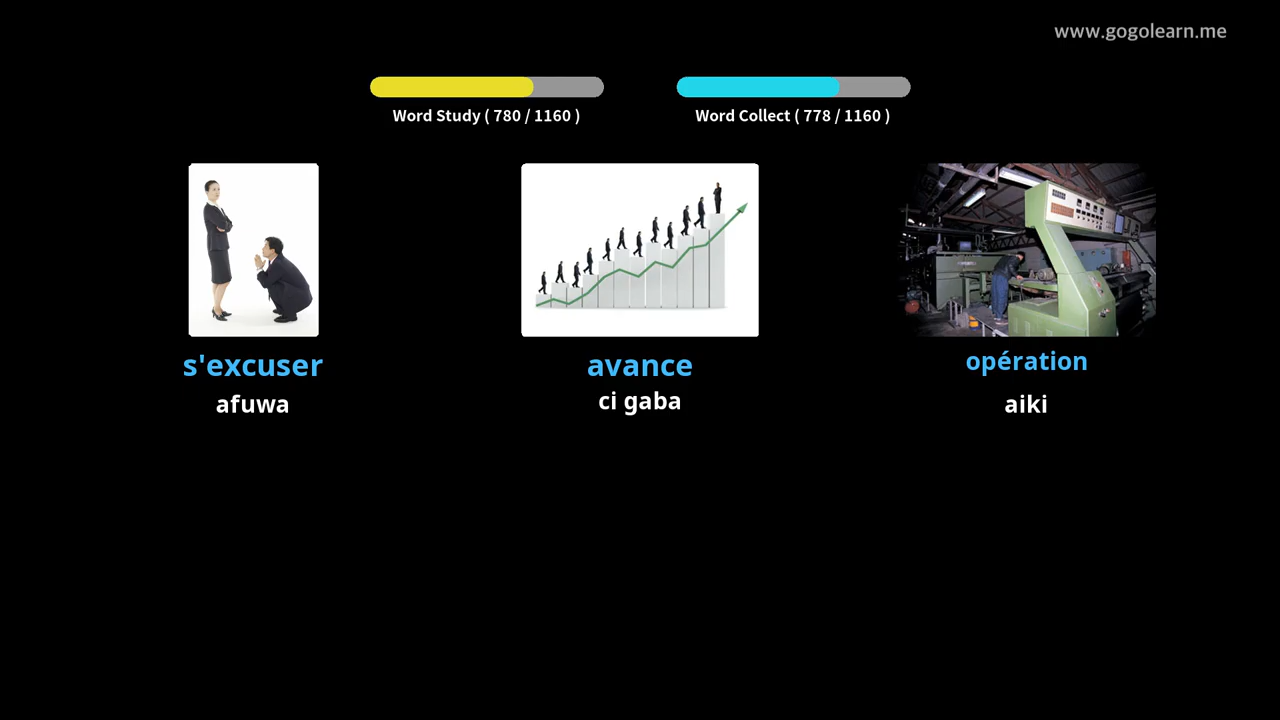 www.gogolearn.me
Word Study ( 780 / 1160 )
Word Collect ( 778 / 1160 )
s'excuser
afuwa
avance
ci gaba
opération
aiki